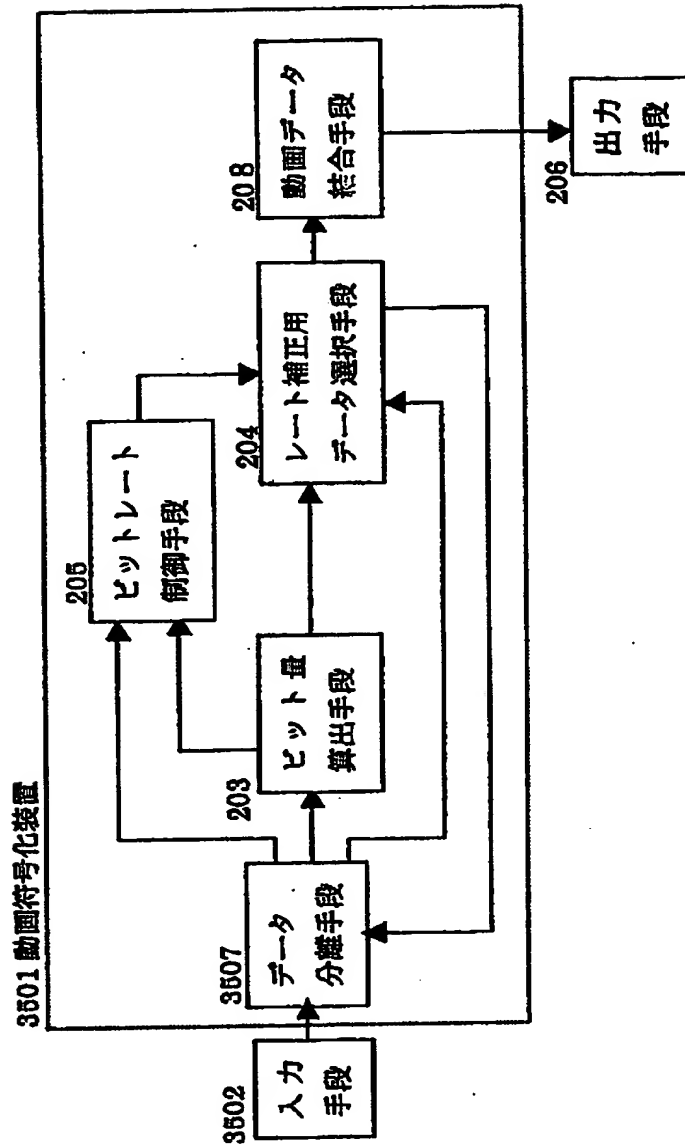 3501 動画符号化装置
3502
入力
手段
3507
データ
分離手段
203
ビット量
算出手段
205
ビットレート
制御手段
204
レート補正用
データ選択手段
208
動画データ
結合手段
206
出力
手段